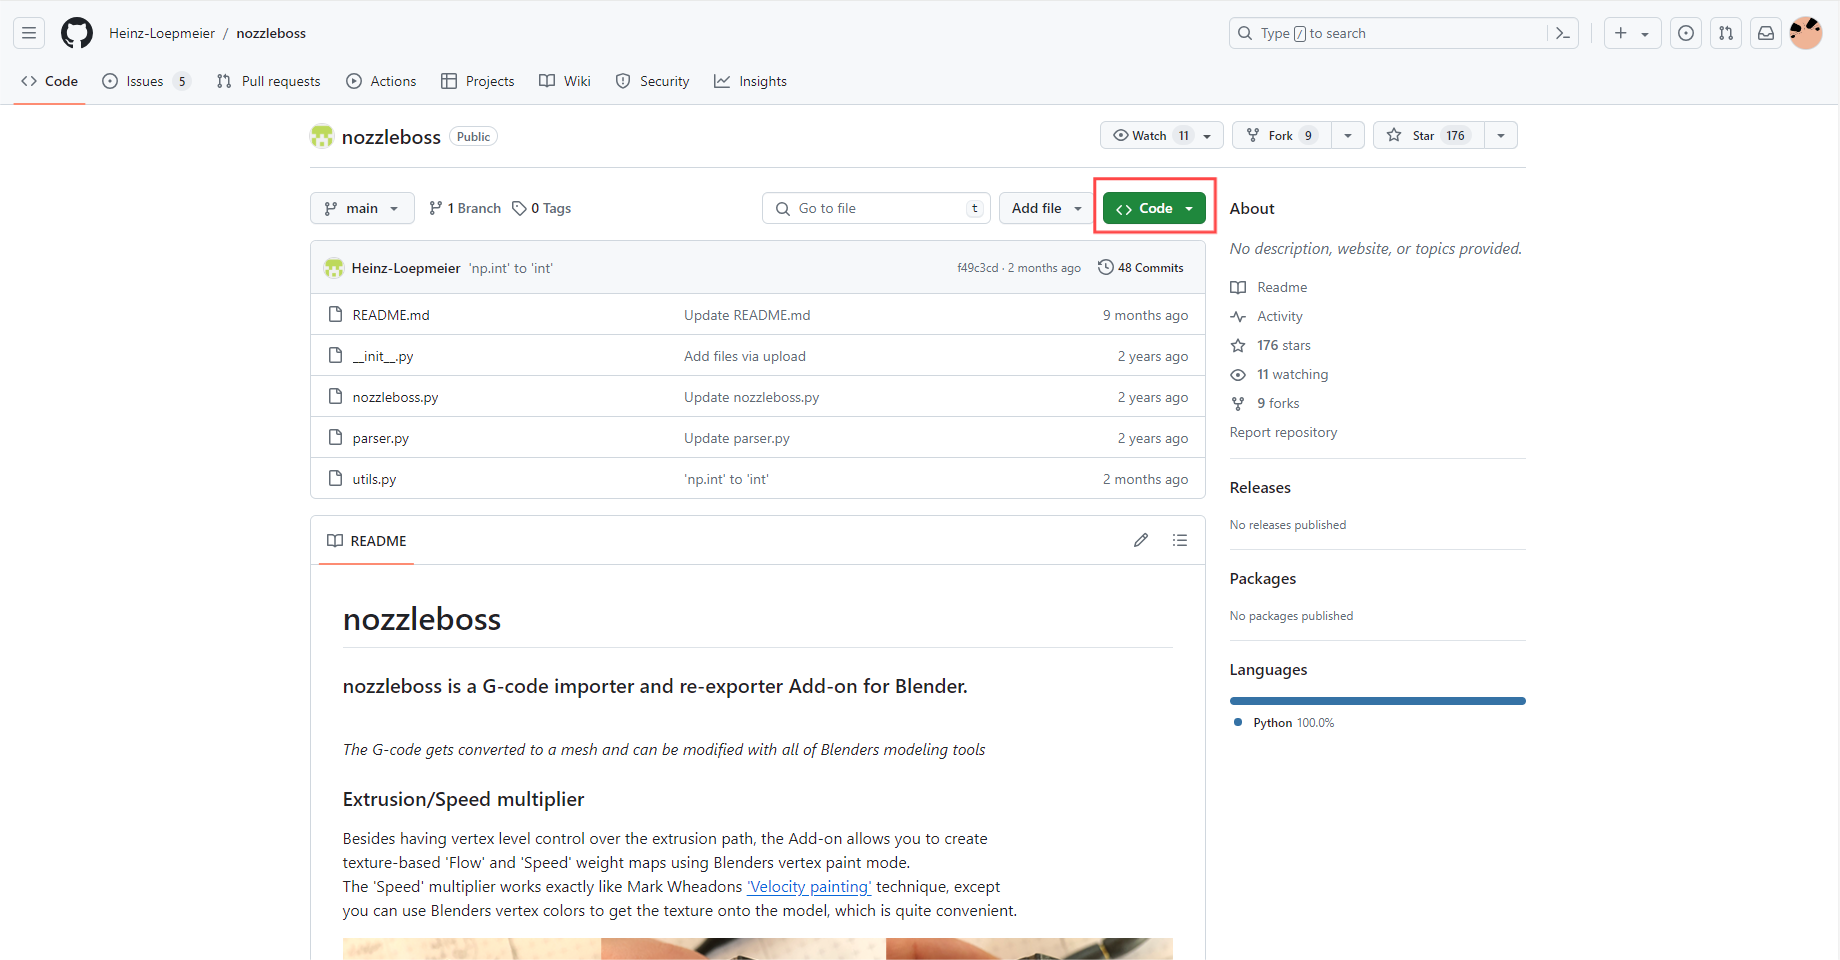 Heinz-Loepmeier / nozzleboss
Type / to search
Code Issues 5 Pull requests Actions Projects Wiki Security Insights
nozzleboss Public
Watch 11 Fork 9 Star 176
main 1 Branch 0 Tags Go to file t Add file Code
Heinz-Loepmeier 'np.int' to 'int' f49c3cd · 2 months ago 48 Commits
README.md Update README.md 9 months ago
__init__.py Add files via upload 2 years ago
nozzleboss.py Update nozzleboss.py 2 years ago
parser.py Update parser.py 2 years ago
utils.py 'np.int' to 'int' 2 months ago
README
nozzleboss
nozzleboss is a G-code importer and re-exporter Add-on for Blender.
The G-code gets converted to a mesh and can be modified with all of Blenders modeling tools
Extrusion/Speed multiplier
Besides having vertex level control over the extrusion path, the Add-on allows you to create
texture-based 'Flow' and 'Speed' weight maps using Blenders vertex paint mode.
The 'Speed' multiplier works exactly like Mark Wheadons 'Velocity painting' technique, except
you can use Blenders vertex colors to get the texture onto the model, which is quite convenient.
About
No description, website, or topics provided.
Readme
Activity
176 stars
11 watching
9 forks
Report repository
Releases
No releases published
Packages
No packages published
Languages
Python 100.0%